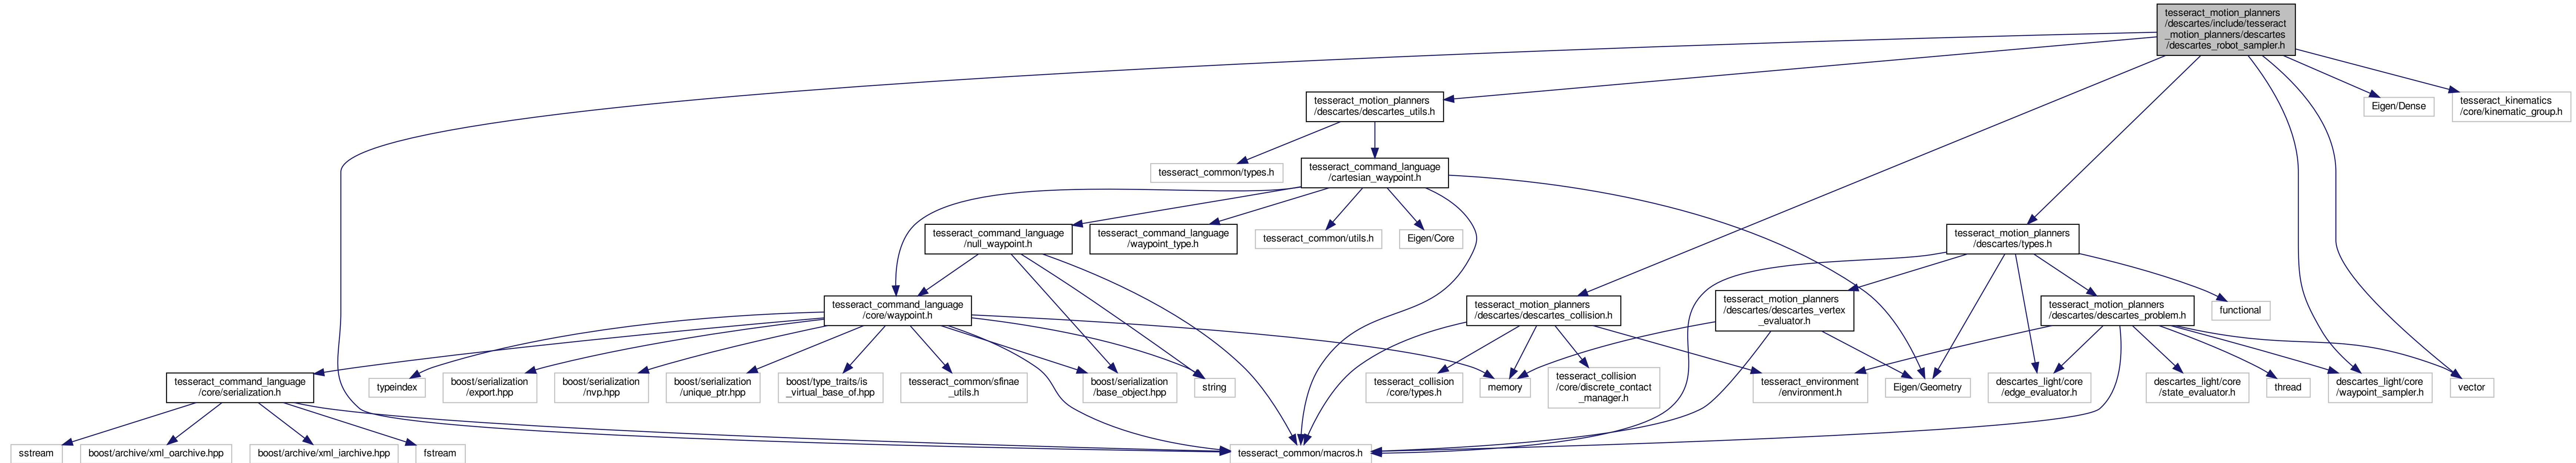 tesseract_motion_planners
/descartes/include/tesseract
_motion_planners/descartes
/descartes_robot_sampler.h
tesseract_motion_planners
/descartes/descartes_utils.h
Eigen/Dense
tesseract_kinematics
/core/kinematic_group.h
tesseract_common/types.h
tesseract_command_language
/cartesian_waypoint.h
tesseract_command_language
/null_waypoint.h
tesseract_command_language
/waypoint_type.h
tesseract_common/utils.h
Eigen/Core
tesseract_motion_planners
/descartes/types.h
tesseract_command_language
/core/waypoint.h
tesseract_motion_planners
/descartes/descartes_collision.h
tesseract_motion_planners
/descartes/descartes_vertex
_evaluator.h
tesseract_motion_planners
/descartes/descartes_problem.h
functional
tesseract_command_language
/core/serialization.h
typeindex
boost/serialization
/export.hpp
boost/serialization
/nvp.hpp
boost/serialization
/unique_ptr.hpp
boost/type_traits/is
_virtual_base_of.hpp
tesseract_common/sfinae
_utils.h
boost/serialization
/base_object.hpp
string
tesseract_collision
/core/types.h
memory
tesseract_collision
/core/discrete_contact
_manager.h
tesseract_environment
/environment.h
Eigen/Geometry
descartes_light/core
/edge_evaluator.h
descartes_light/core
/state_evaluator.h
thread
descartes_light/core
/waypoint_sampler.h
vector
sstream
boost/archive/xml_oarchive.hpp
boost/archive/xml_iarchive.hpp
fstream
tesseract_common/macros.h